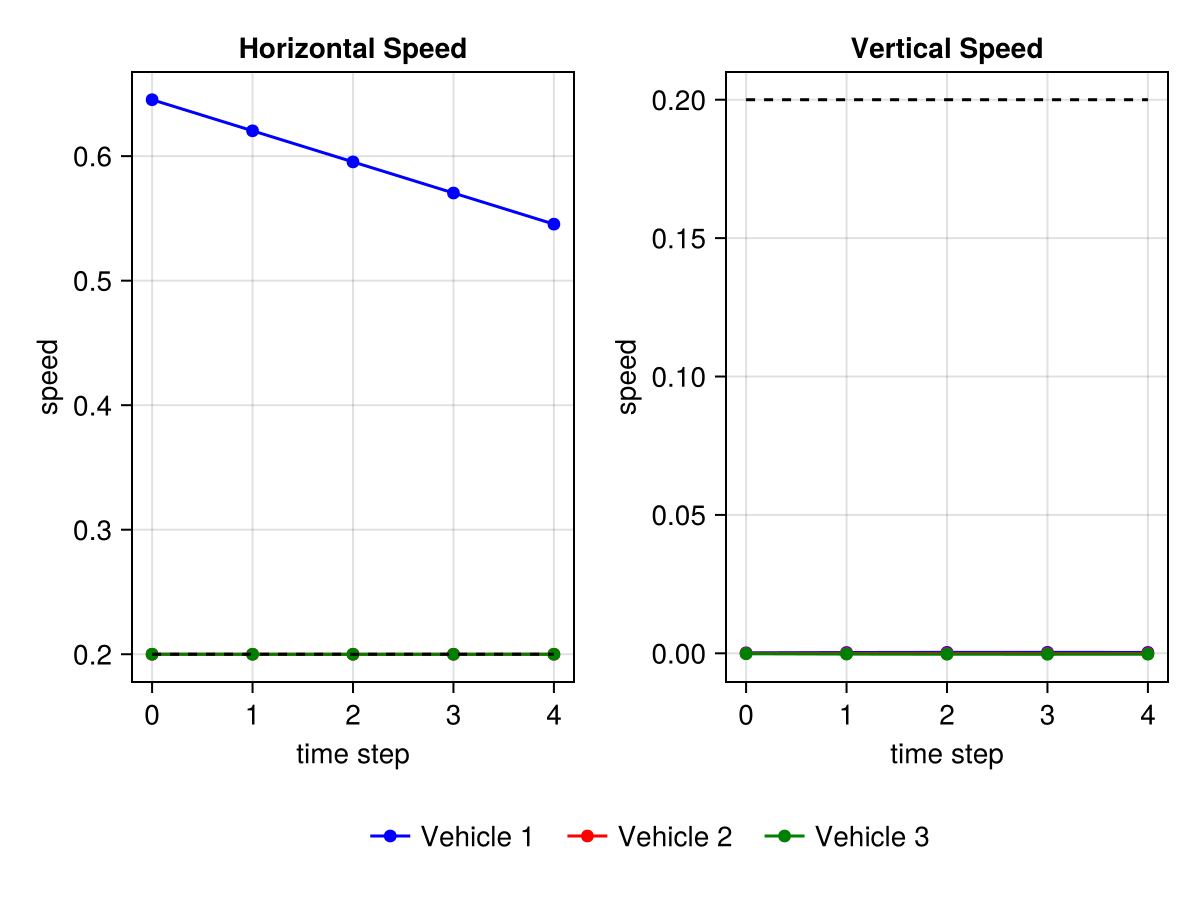 Horizontal Speed
0.6
0.5
0.4
0.3
0.2
speed
0 1 2 3 4
time step
Vertical Speed
0.20
0.15
0.10
0.05
0.00
speed
0 1 2 3 4
time step
Vehicle 1 Vehicle 2 Vehicle 3